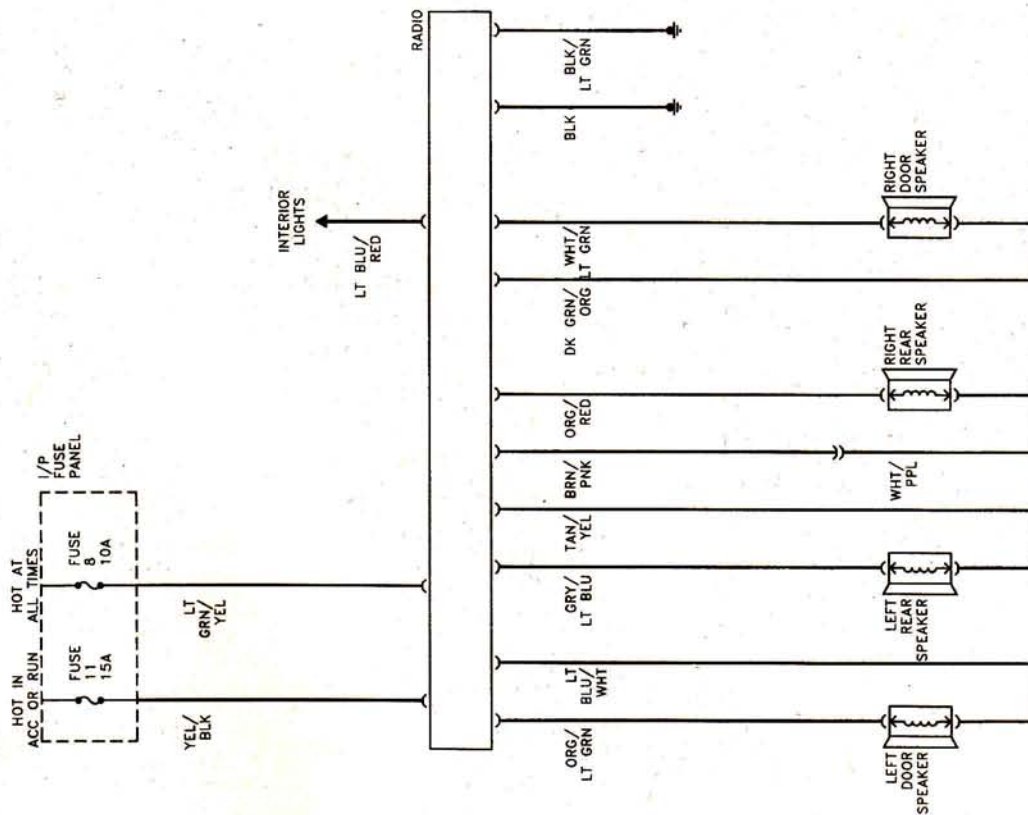 HOT IN
ACC OR RUN
HOT AT
ALL TIMES
I/P
FUSE
PANEL
FUSE
11
15A
FUSE
8
10A
YEL/
BLK
LT
GRN/
YEL
INTERIOR
LIGHTS
LT BLU/
RED
RADIO
ORG/
LT GRN
LT
BLU/
WHT
GRY/
LT BLU
TAN/
YEL
BRN/
PNK
ORG/
RED
DK GRN/
ORG
WHT/
LT GRN
BLK
BLK/
LT GRN
WHT/
PPL
LEFT
DOOR
SPEAKER
LEFT
REAR
SPEAKER
RIGHT
REAR
SPEAKER
RIGHT
DOOR
SPEAKER